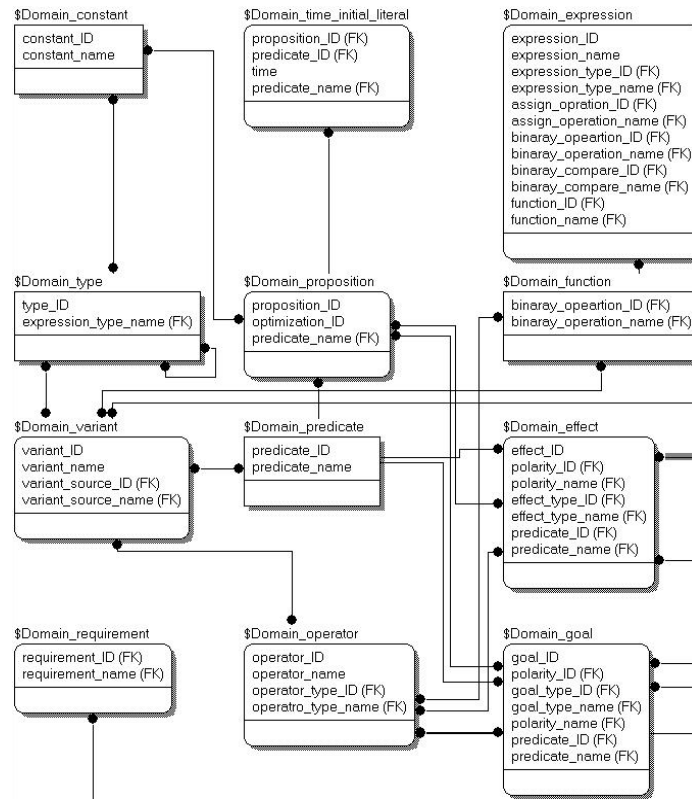 $Domain_constant
constant_ID
constant_name
$Domain_time_initial_literal
proposition_ID (FK)
predicate_ID (FK)
time
predicate_name (FK)
$Domain_expression
expression_ID
expression_name
expression_type_ID (FK)
expression_type_name (FK)
assign_opration_ID (FK)
assign_operation_name (FK)
binaray_opeartion_ID (FK)
binaray_operation_name (FK)
binaray_compare_ID (FK)
binaray_compare_name (FK)
function_ID (FK)
function_name (FK)
$Domain_type
type_ID
expression_type_name (FK)
$Domain_proposition
proposition_ID
optimization_ID
predicate_name (FK)
$Domain_function
binaray_opeartion_ID (FK)
binaray_operation_name (FK)
$Domain_variant
variant_ID
variant_name
variant_source_ID (FK)
variant_source_name (FK)
$Domain_predicate
predicate_ID
predicate_name
$Domain_effect
effect_ID
polarity_ID (FK)
polarity_name (FK)
effect_type_ID (FK)
effect_type_name (FK)
predicate_ID (FK)
predicate_name (FK)
$Domain_requirement
requirement_ID (FK)
requirement_name (FK)
$Domain_operator
operator_ID
operator_name
operator_type_ID (FK)
operatro_type_name (FK)
$Domain_goal
goal_ID
polarity_ID (FK)
goal_type_ID (FK)
goal_type_name (FK)
polarity_name (FK)
predicate_ID (FK)
predicate_name (FK)